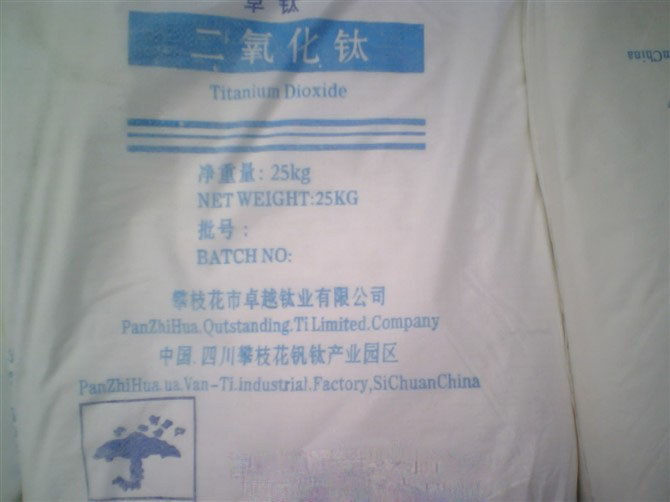 卓钛
二氧化钛
Titanium Dioxide
净重量: 25kg
NET WEIGHT:25KG
批号:
BATCH NO:
攀枝花市卓越钛业有限公司
PanZhiHua.Qutstanding.Ti Limited.Company
中国.四川攀枝花钒钛产业园区
PanZhiHua.ua.Van-Ti.industrial.Factory,SiChuanChina